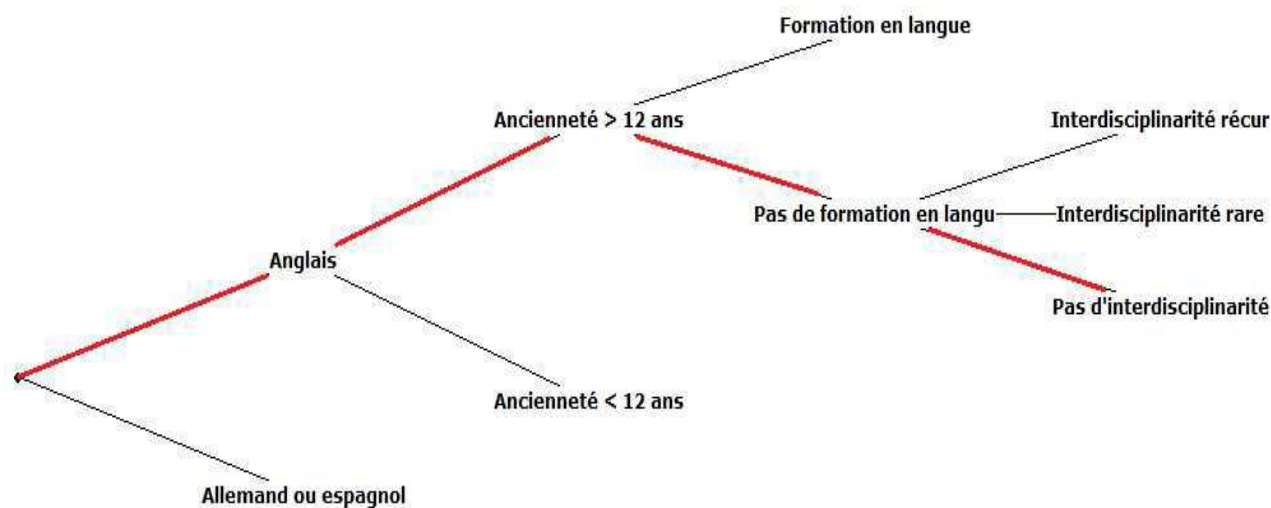 Formation en langue
Ancienneté > 12 ans
Interdisciplinarité récur
Pas de formation en langu
Interdisciplinarité rare
Anglais
Pas d'interdisciplinarité
Ancienneté < 12 ans
Allemand ou espagnol